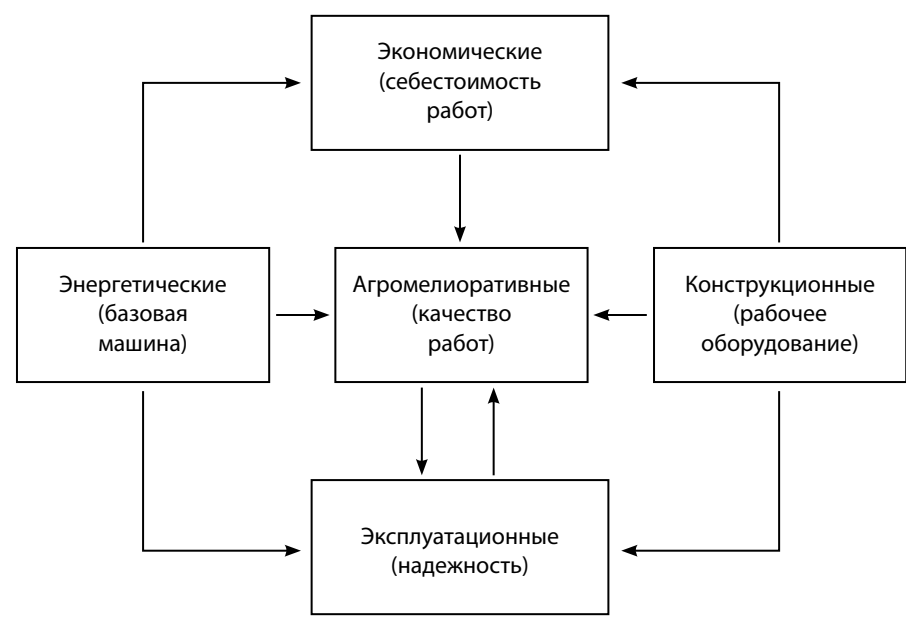 Экономические
(себестоимость
работ)
Энергетические
(базовая
машина)
Агромелиоративные
(качество
работ)
Конструкционные
(рабочее
оборудование)
Эксплуатационные
(надежность)